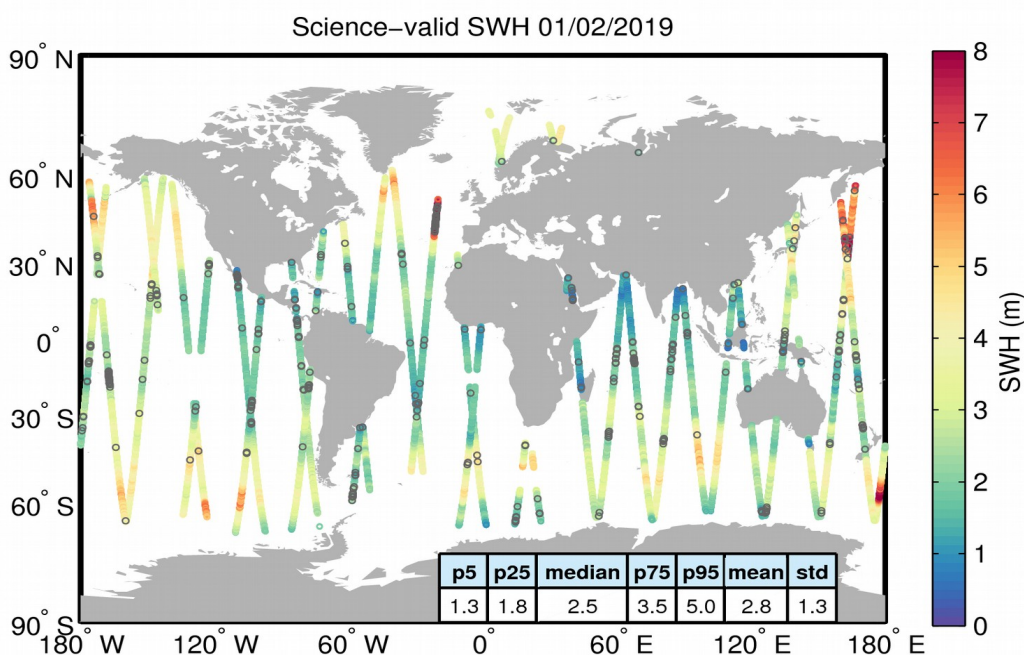 Science−valid SWH 01/02/2019
90° N
60° N
30° N
0°
30° S
60° S
90° S
180° W
120° W
60° W
0°
60° E
120° E
180° E
p5 p25 median p75 p95 mean std
1.3 1.8 2.5 3.5 5.0 2.8 1.3
8
7
6
5
4
3
2
1
0
SWH (m)